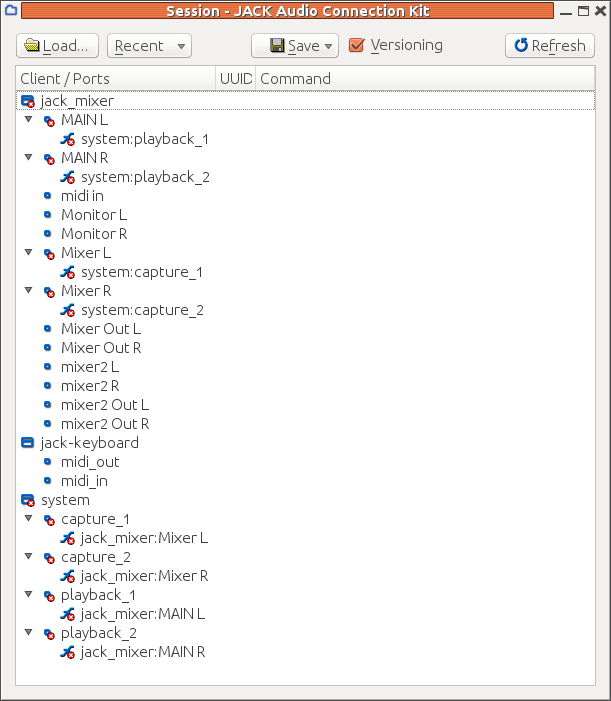 Session - JACK Audio Connection Kit
Load... Recent Save Versioning Refresh
Client / Ports UUID Command
jack_mixer
MAIN L
system:playback_1
MAIN R
system:playback_2
midi in
Monitor L
Monitor R
Mixer L
system:capture_1
Mixer R
system:capture_2
Mixer Out L
Mixer Out R
mixer2 L
mixer2 R
mixer2 Out L
mixer2 Out R
jack-keyboard
midi_out
midi_in
system
capture_1
jack_mixer:Mixer L
capture_2
jack_mixer:Mixer R
playback_1
jack_mixer:MAIN L
playback_2
jack_mixer:MAIN R